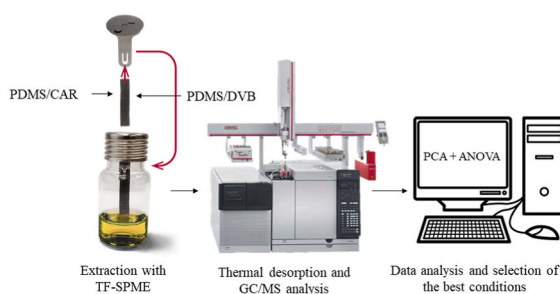 PDMS/CAR
PDMS/DVB
PCA + ANOVA
Extraction with
TF-SPME
Thermal desorption and
GC/MS analysis
Data analysis and selection of
the best conditions